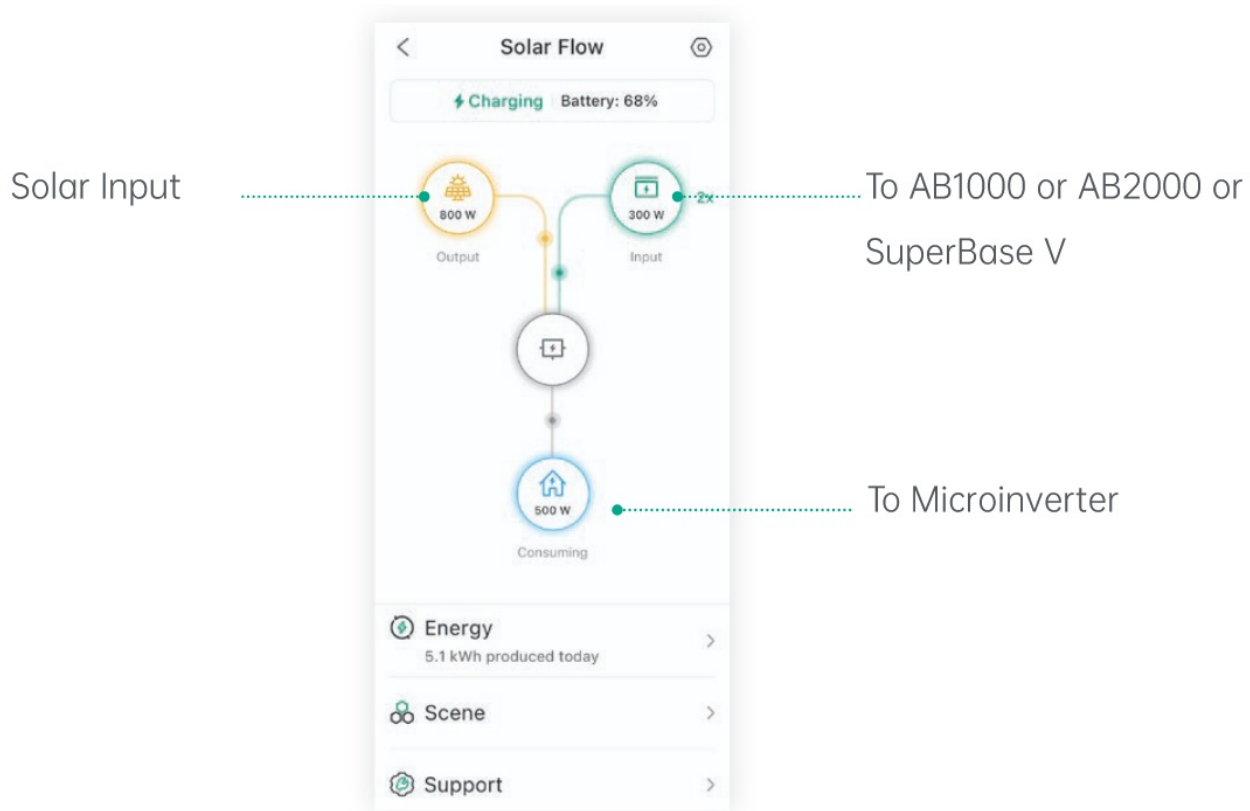 Solar Flow
Charging Battery: 68%
Solar Input
800 W
300 W
2x
To AB1000 or AB2000 or
SuperBase V
Output
Input
500 W
To Microinverter
Consuming
Energy
5.1 kWh produced today
Scene
Support